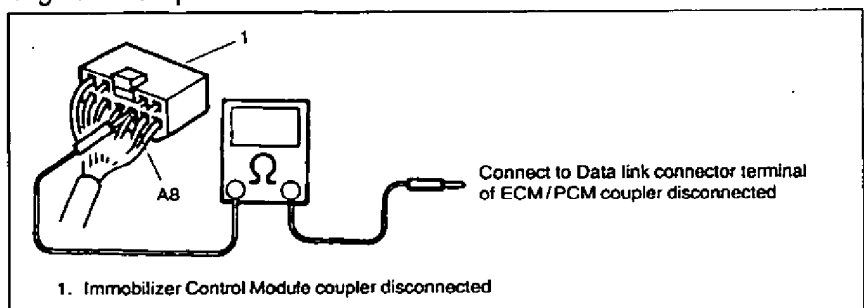 1
A8
Ω
Connect to Data link connector terminal
of ECM/PCM coupler disconnected
1. Immobilizer Control Module coupler disconnected